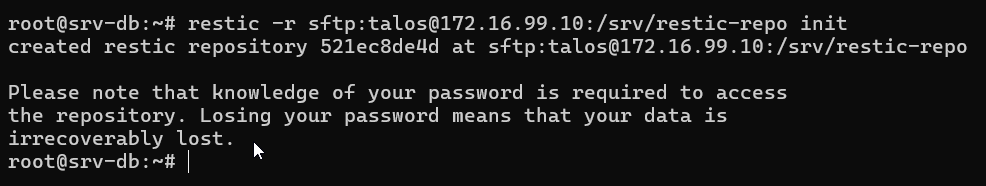 root@srv-db:~# restic -r sftp:talos@172.16.99.10:/srv/restic-repo init
created restic repository 521ec8de4d at sftp:talos@172.16.99.10:/srv/restic-repo
Please note that knowledge of your password is required to access
the repository. Losing your password means that your data is
irrecoverably lost.
root@srv-db:~#